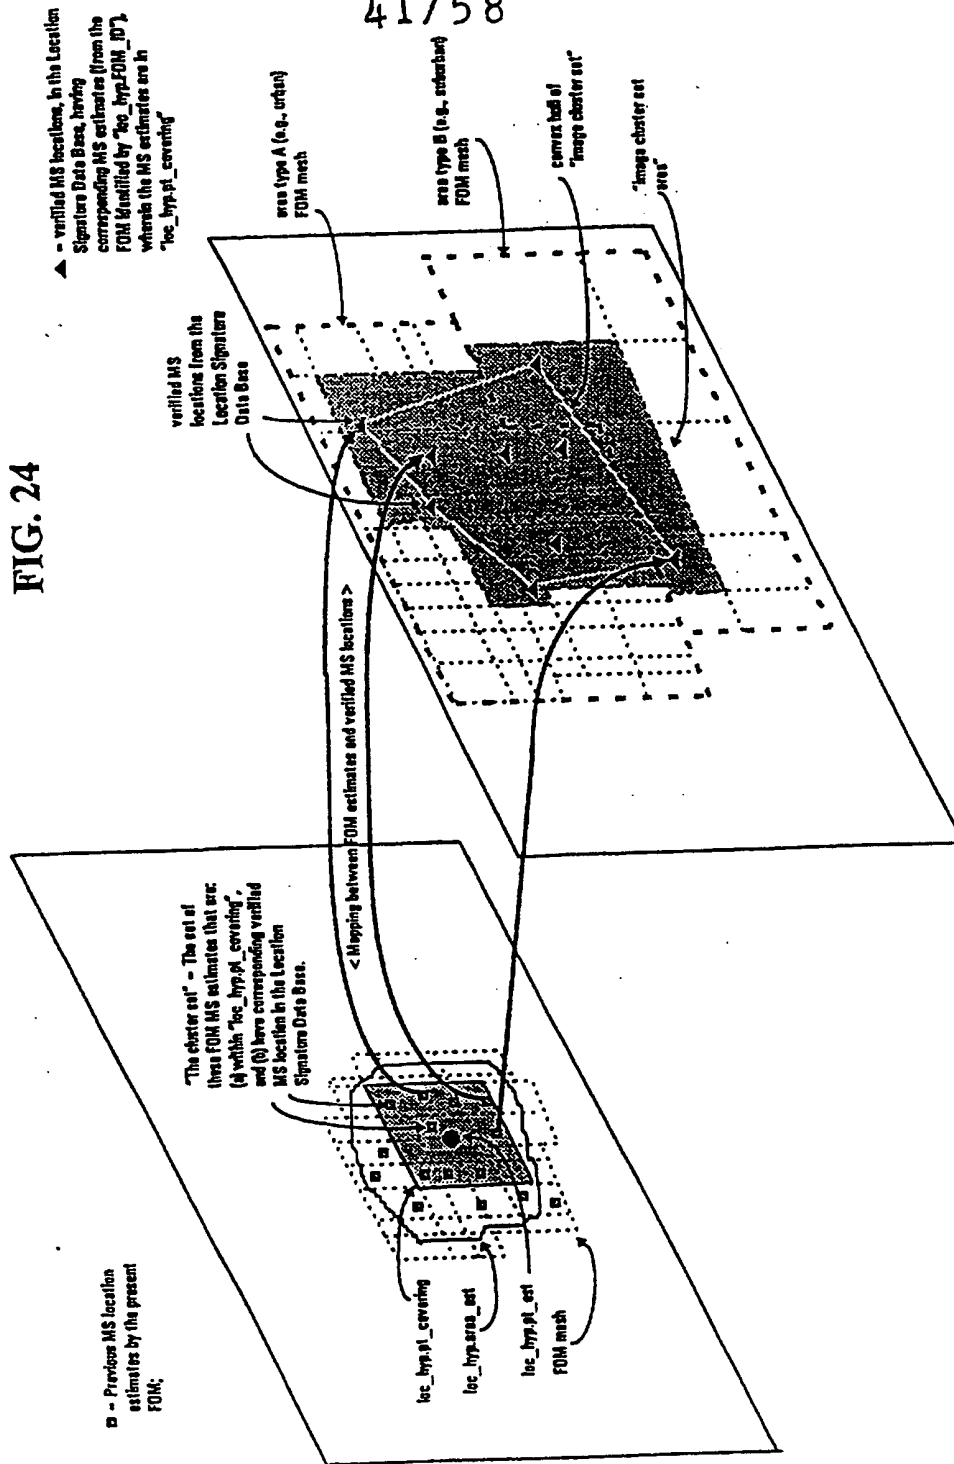 41/58
FIG. 24
▲ - verified MS locations, in the Location
Signature Data Base, having
corresponding MS estimates (from the
FOM identified by "loc_hyp.FOM_ID"),
wherein the MS estimates are in
"loc_hyp.pt_covering"
area type A (e.g., urban)
FOM mesh
area type B (e.g., suburban)
FOM mesh
convex hull of
"image cluster set"
"image cluster set
area"
verified MS
locations from the
Location Signature
Data Base
< Mapping between FOM estimates and verified MS locations >
"The cluster set" - The set of
these FOM MS estimates that are:
(a) within "loc_hyp.pt_covering",
and (b) have corresponding verified
MS location in the Location
Signature Data Base.
loc_hyp.pt_covering
loc_hyp.area_est
loc_hyp.pt_est
FOM mesh
◘ - Previous MS location
estimates by the present
FOM;